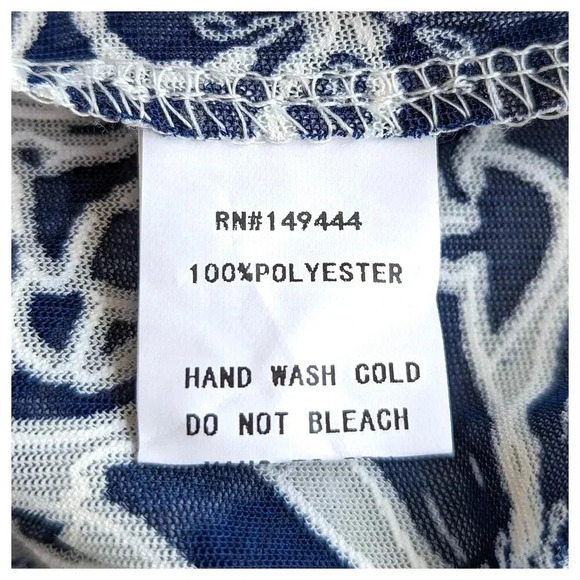 RN#149444
100%POLYESTER
HAND WASH COLD
DO NOT BLEACH